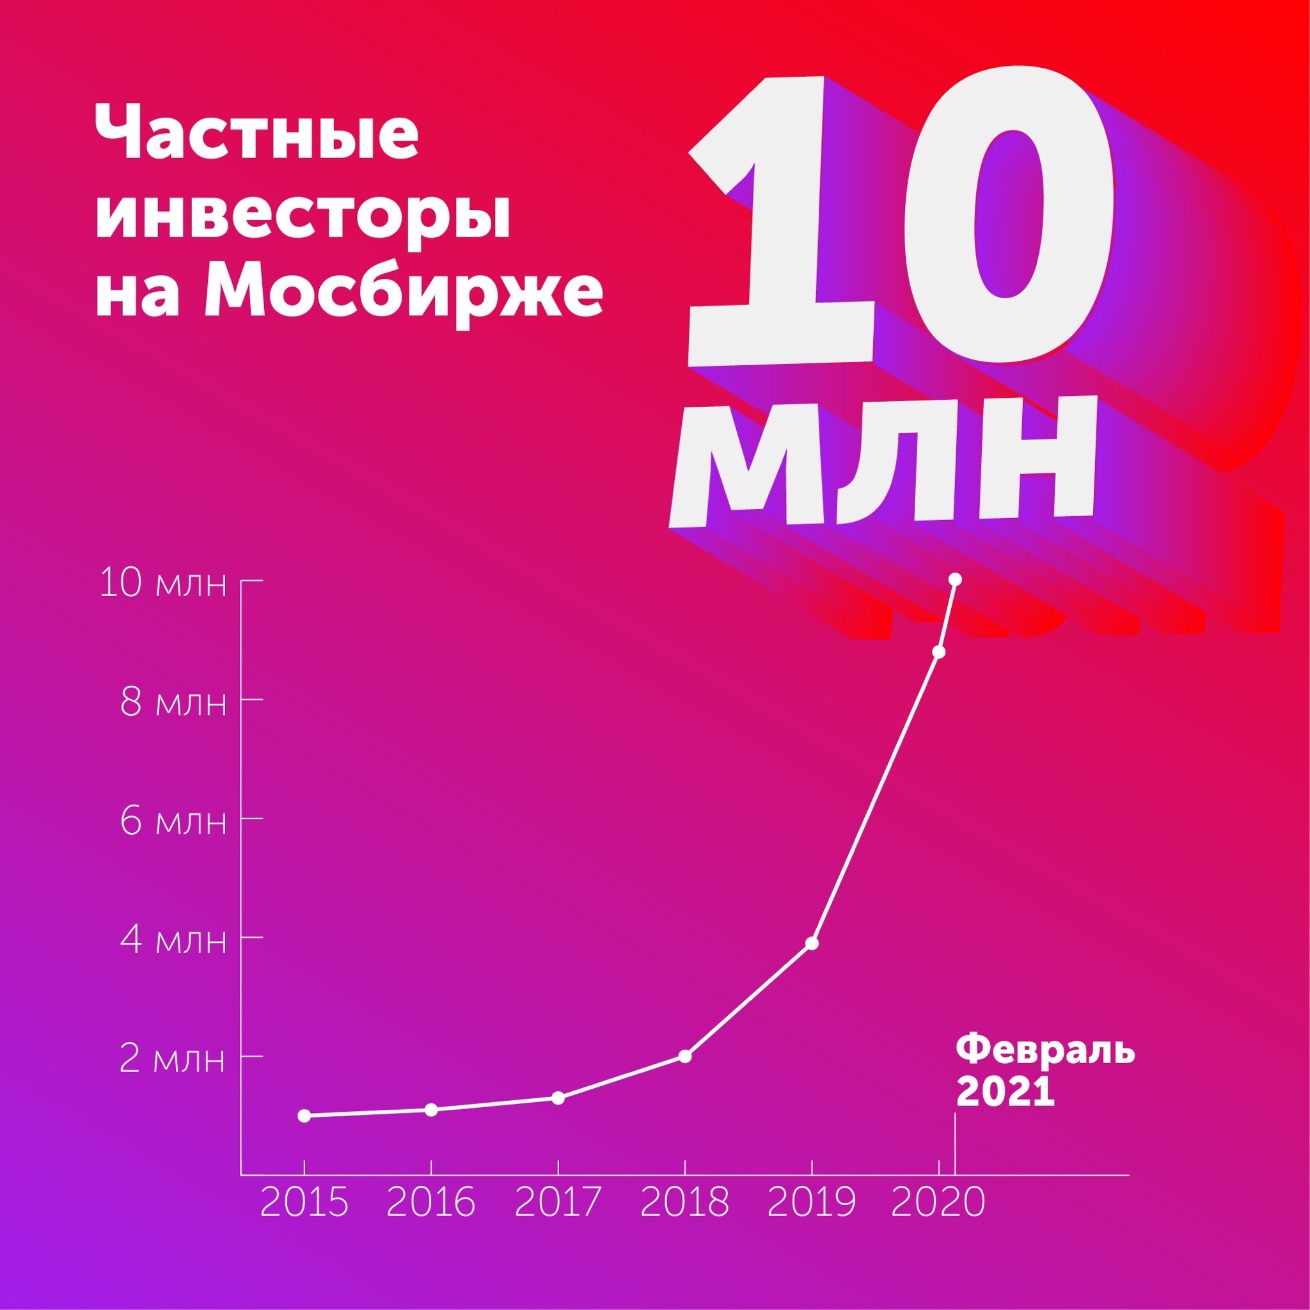 Частные
инвесторы
на Мосбирже
10
млн
10 млн
8 млн
6 млн
4 млн
2 млн
Февраль
2021
2015 2016 2017 2018 2019 2020